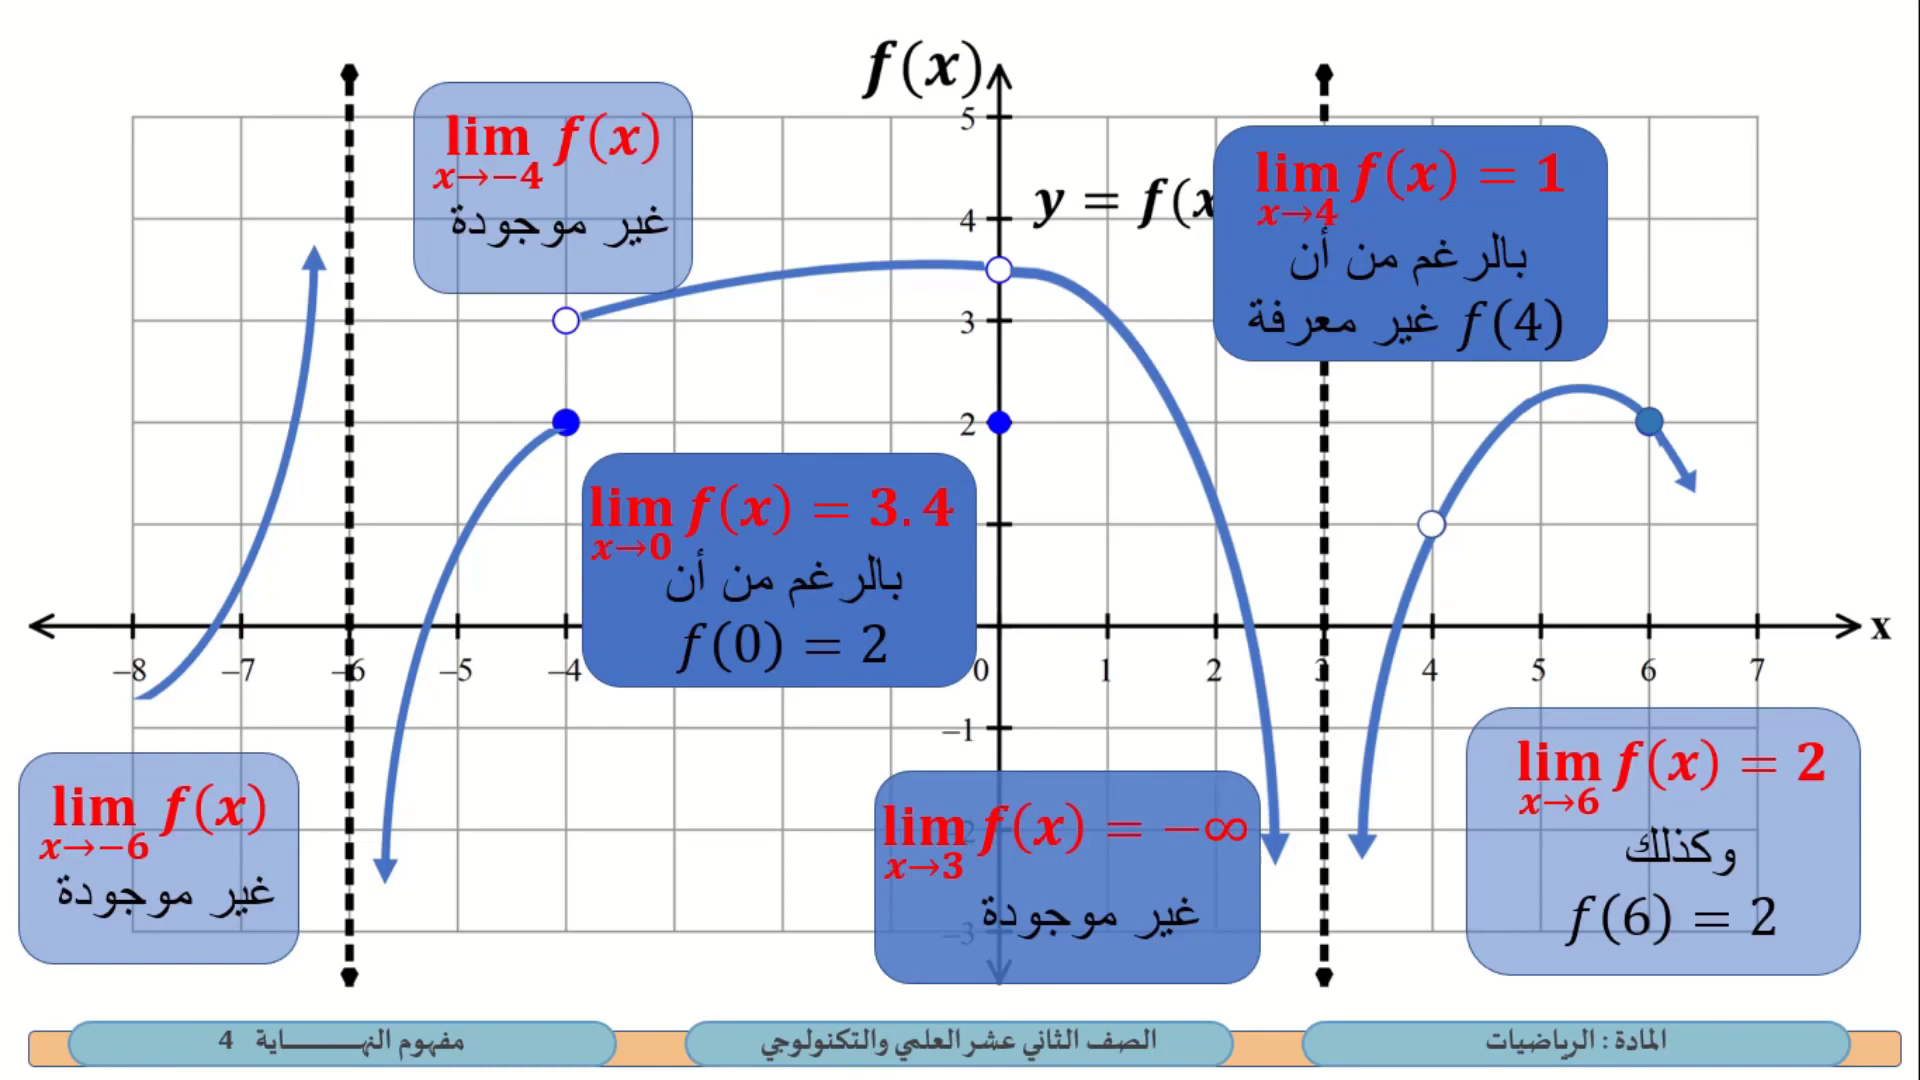 f(x)
5
4
3
2
−1
2
−3
y = f(x
lim f(x)
x→−4
غير موجودة
lim f(x) = 1
x→4
بالرغم من أن
f(4) غير معرفة
lim f(x) = 3.4
x→0
بالرغم من أن
f(0) = 2
x
−8 −7 −6 −5 −4 0 1 2 3 4 5 6 7
lim f(x)
x→−6
غير موجودة
lim f(x) = −∞
x→3
غير موجودة
lim f(x) = 2
x→6
وكذلك
f(6) = 2
المادة : الرياضيات
الصف الثاني عشر العلمي والتكنولوجي
مفهوم النهـــــــاية 4